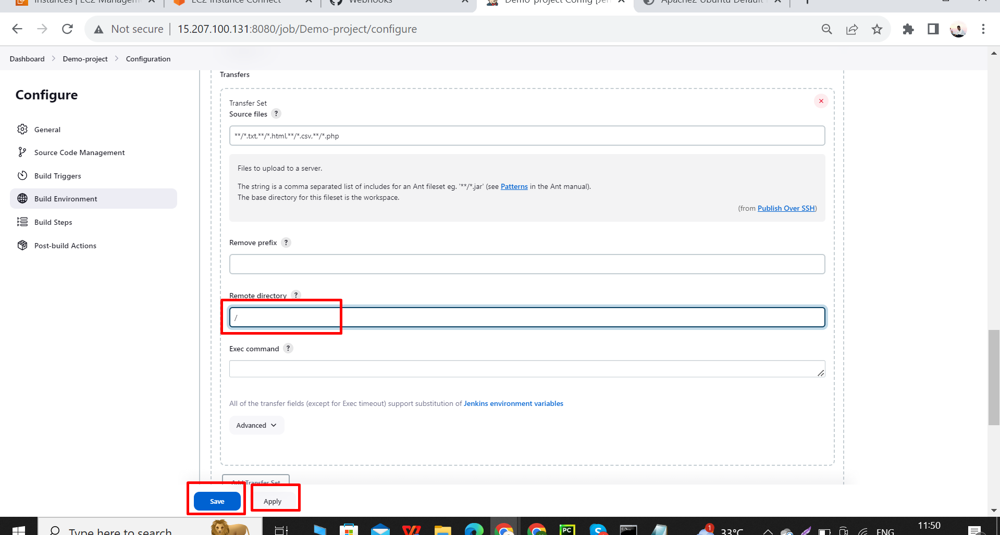 Instances | EC2 Managem
EC2 Instance Connect
Webhooks
Demo-project Config [Jen
Apache2 Ubuntu Default
Not secure
15.207.100.131:8080/job/Demo-project/configure
Dashboard
Demo-project
Configuration
Configure
General
Source Code Management
Build Triggers
Build Environment
Build Steps
Post-build Actions
Transfers
Transfer Set
Source files ?
**/*.txt,**/*.html,**/*.csv,**/*.php
Files to upload to a server.
The string is a comma separated list of includes for an Ant fileset eg. '**/*.jar' (see Patterns in the Ant manual).
The base directory for this fileset is the workspace.
(from Publish Over SSH)
Remove prefix ?
Remote directory ?
/
Exec command ?
All of the transfer fields (except for Exec timeout) support substitution of Jenkins environment variables
Advanced
Add Transfer Set
Save
Apply
Type here to search
PC
1
33°C
ENG
11:50